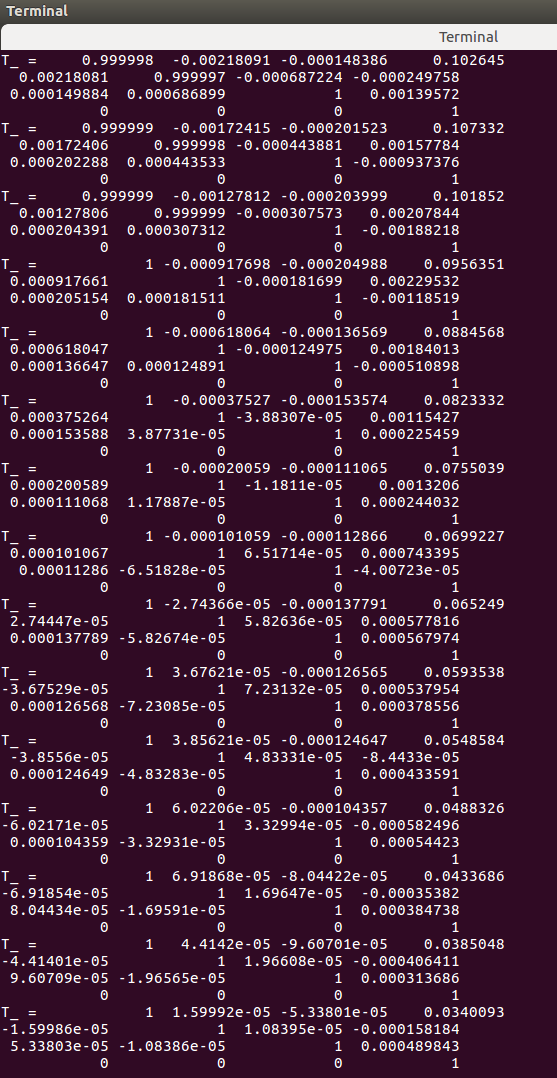 Terminal
Terminal
T_ =     0.999998  -0.00218091 -0.000148386    0.102645
  0.00218081     0.999997 -0.000687224 -0.000249758
 0.000149884  0.000686899            1   0.00139572
           0            0            0            1
T_ =     0.999999  -0.00172415 -0.000201523    0.107332
  0.00172406     0.999998 -0.000443881   0.00157784
 0.000202288  0.000443533            1 -0.000937376
           0            0            0            1
T_ =     0.999999  -0.00127812 -0.000203999    0.101852
  0.00127806     0.999999 -0.000307573   0.00207844
 0.000204391  0.000307312            1  -0.00188218
           0            0            0            1
T_ =            1 -0.000917698 -0.000204988   0.0956351
 0.000917661            1 -0.000181699   0.00229532
 0.000205154  0.000181511            1  -0.00118519
           0            0            0            1
T_ =            1 -0.000618064 -0.000136569   0.0884568
 0.000618047            1 -0.000124975   0.00184013
 0.000136647  0.000124891            1 -0.000510898
           0            0            0            1
T_ =            1  -0.00037527 -0.000153574   0.0823332
 0.000375264            1 -3.88307e-05   0.00115427
 0.000153588  3.87731e-05            1  0.000225459
           0            0            0            1
T_ =            1  -0.00020059 -0.000111065   0.0755039
 0.000200589            1  -1.1811e-05    0.0013206
 0.000111068  1.17887e-05            1  0.000244032
           0            0            0            1
T_ =            1 -0.000101059 -0.000112866   0.0699227
 0.000101067            1  6.51714e-05  0.000743395
  0.00011286 -6.51828e-05            1 -4.00723e-05
           0            0            0            1
T_ =            1 -2.74366e-05 -0.000137791    0.065249
 2.74447e-05            1  5.82636e-05  0.000577816
 0.000137789 -5.82674e-05            1  0.000567974
           0            0            0            1
T_ =            1  3.67621e-05 -0.000126565   0.0593538
-3.67529e-05            1  7.23132e-05  0.000537954
 0.000126568 -7.23085e-05            1  0.000378556
           0            0            0            1
T_ =            1  3.85621e-05 -0.000124647   0.0548584
 -3.8556e-05            1  4.83331e-05  -8.4433e-05
 0.000124649 -4.83283e-05            1  0.000433591
           0            0            0            1
T_ =            1  6.02206e-05 -0.000104357   0.0488326
-6.02171e-05            1  3.32994e-05 -0.000582496
 0.000104359 -3.32931e-05            1   0.00054423
           0            0            0            1
T_ =            1  6.91868e-05 -8.04422e-05   0.0433686
-6.91854e-05            1  1.69647e-05  -0.00035382
 8.04434e-05 -1.69591e-05            1  0.000384738
           0            0            0            1
T_ =            1   4.4142e-05 -9.60701e-05   0.0385048
-4.41401e-05            1  1.96608e-05 -0.000406411
 9.60709e-05 -1.96565e-05            1  0.000313686
           0            0            0            1
T_ =            1  1.59992e-05 -5.33801e-05   0.0340093
-1.59986e-05            1  1.08395e-05 -0.000158184
 5.33803e-05 -1.08386e-05            1  0.000489843
           0            0            0            1